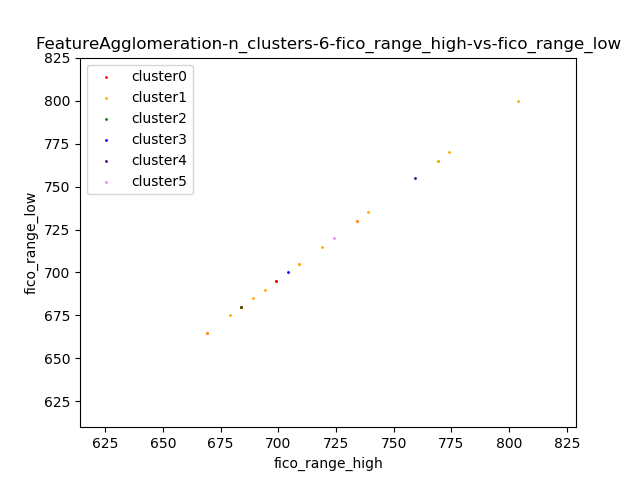 FeatureAgglomeration-n_clusters-6-fico_range_high-vs-fico_range_low
825
800
775
750
725
700
675
650
625
fico_range_low
cluster0
cluster1
cluster2
cluster3
cluster4
cluster5
625 650 675 700 725 750 775 800 825
fico_range_high